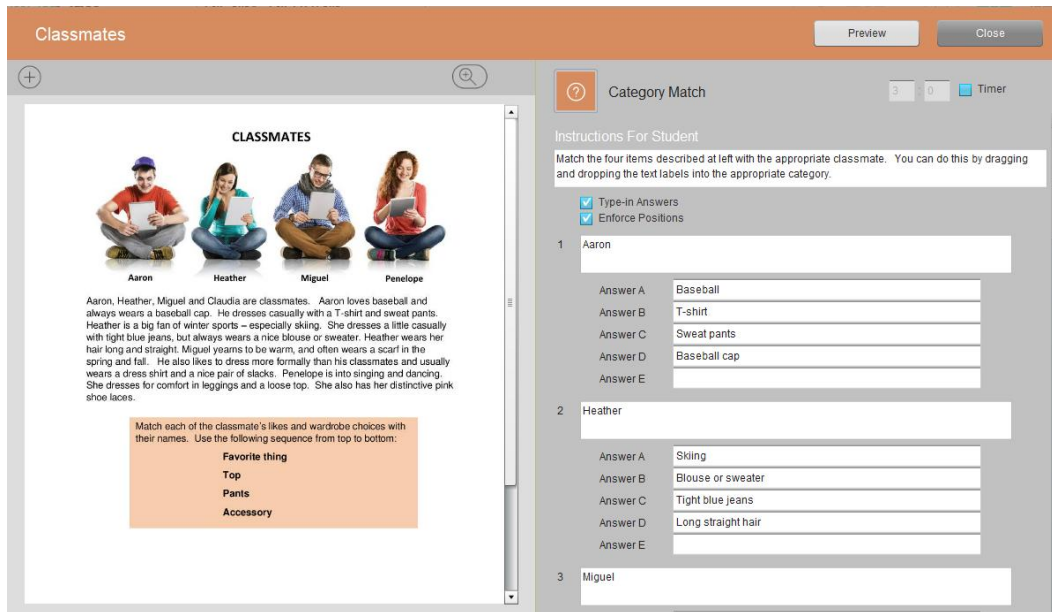 Classmates
Preview
Close
CLASSMATES
Aaron
Heather
Miguel
Penelope
Aaron, Heather, Miguel and Claudia are classmates. Aaron loves baseball and
always wears a baseball cap. He dresses casually with a T-shirt and sweat pants.
Heather is a big fan of winter sports – especially skiing. She dresses a little casually
with tight blue jeans, but always wears a nice blouse or sweater. Heather wears her
hair long and straight. Miguel yearns to be warm, and often wears a scarf in the
spring and fall. He also likes to dress more formally than his classmates and usually
wears a dress shirt and a nice pair of slacks. Penelope is into singing and dancing.
She dresses for comfort in leggings and a loose top. She also has her distinctive pink
shoe laces.
Match each of the classmate's likes and wardrobe choices with
their names. Use the following sequence from top to bottom:
Favorite thing
Top
Pants
Accessory
Category Match
3 : 0
Timer
Instructions For Student
Match the four items described at left with the appropriate classmate. You can do this by dragging
and dropping the text labels into the appropriate category.
Type-in Answers
Enforce Positions
1 Aaron
Answer A Baseball
Answer B T-shirt
Answer C Sweat pants
Answer D Baseball cap
Answer E
2 Heather
Answer A Skiing
Answer B Blouse or sweater
Answer C Tight blue jeans
Answer D Long straight hair
Answer E
3 Miguel